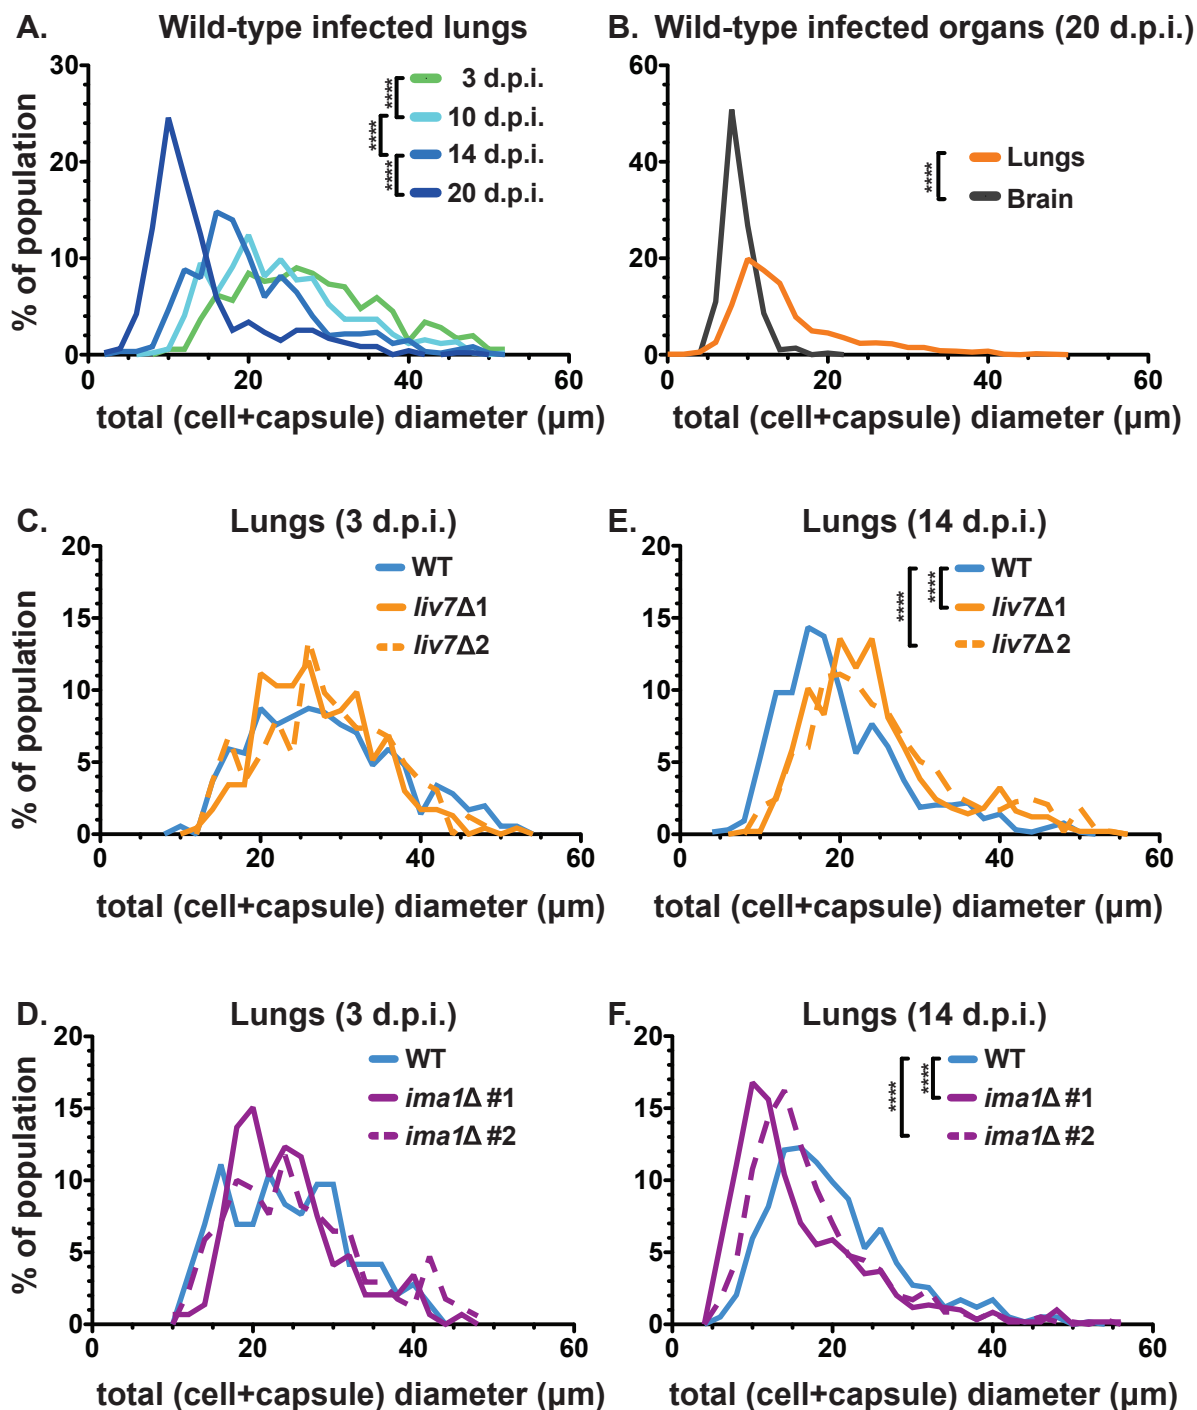 A. Wild-type infected lungs
30
20
10
0
0 20 40 60
% of population
total (cell+capsule) diameter (µm)
3 d.p.i.
10 d.p.i.
14 d.p.i.
20 d.p.i.
****
****
****
B. Wild-type infected organs (20 d.p.i.)
60
40
20
0
0 20 40 60
total (cell+capsule) diameter (µm)
Lungs
Brain
****
C. Lungs (3 d.p.i.)
20
15
10
5
0
0 20 40 60
% of population
total (cell+capsule) diameter (µm)
WT
liv7Δ1
liv7Δ2
E. Lungs (14 d.p.i.)
20
15
10
5
0
0 20 40 60
total (cell+capsule) diameter (µm)
WT
liv7Δ1
liv7Δ2
****
****
D. Lungs (3 d.p.i.)
20
15
10
5
0
0 20 40 60
% of population
total (cell+capsule) diameter (µm)
WT
ima1Δ #1
ima1Δ #2
F. Lungs (14 d.p.i.)
20
15
10
5
0
0 20 40 60
total (cell+capsule) diameter (µm)
WT
ima1Δ #1
ima1Δ #2
****
****